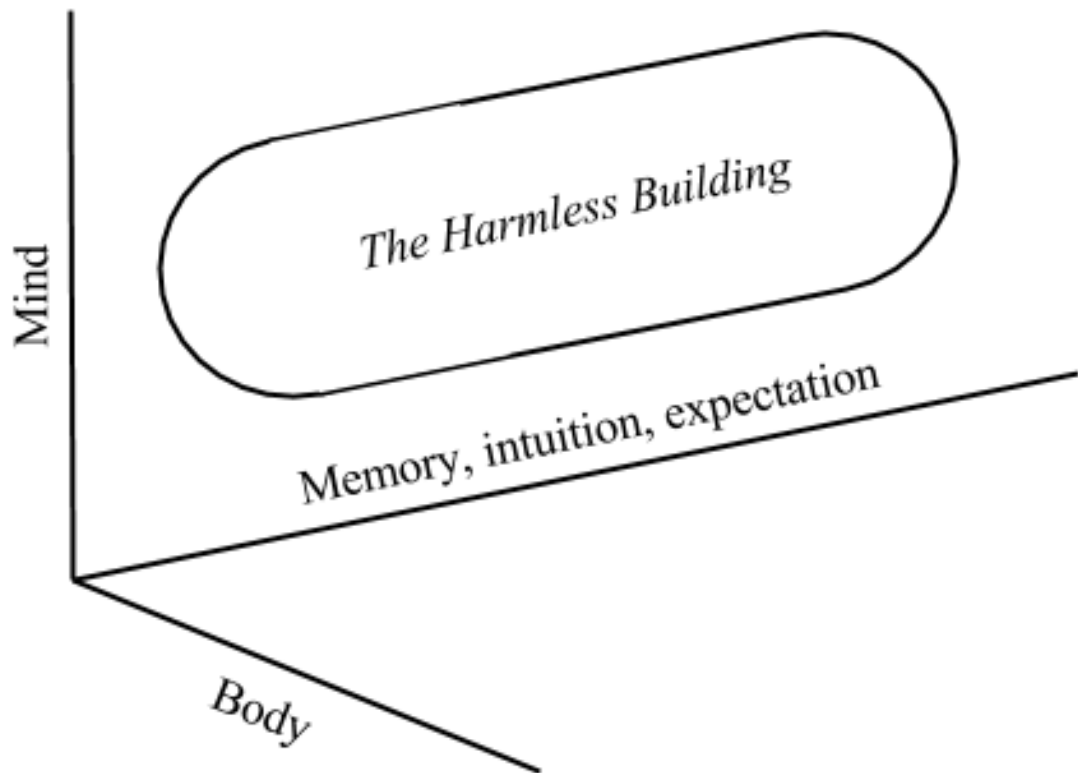 The Harmless Building
Mind
Memory, intuition, expectation
Body